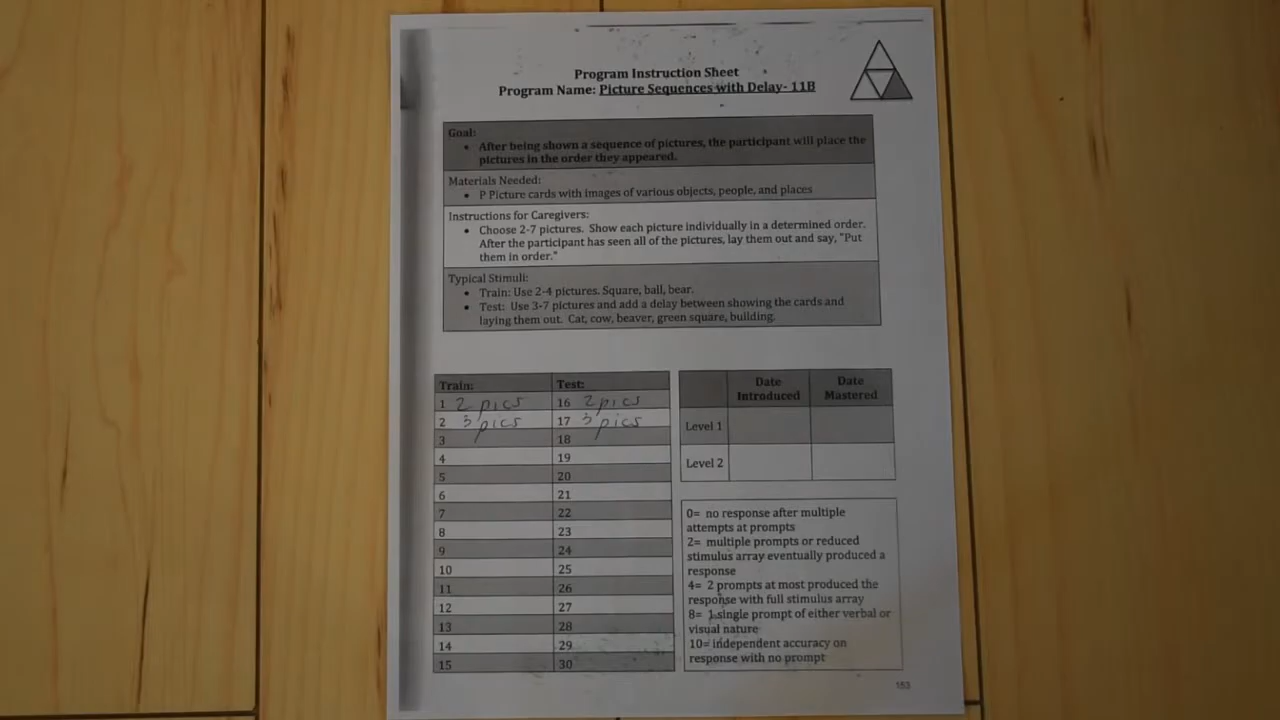 Program Instruction Sheet
Program Name: Picture Sequences with Delay- 11B
Goal:
• After being shown a sequence of pictures, the participant will place the
pictures in the order they appeared.
Materials Needed:
• P Picture cards with images of various objects, people, and places
Instructions for Caregivers:
• Choose 2-7 pictures. Show each picture individually in a determined order.
After the participant has seen all of the pictures, lay them out and say, "Put
them in order."
Typical Stimuli:
• Train: Use 2-4 pictures. Square, ball, bear.
• Test: Use 3-7 pictures and add a delay between showing the cards and
laying them out. Cat, cow, beaver, green square, building.
Train: Test:
1 2 pics 16 2 pics
2 3 pics 17 3 pics
3 18
4 19
5 20
6 21
7 22
8 23
9 24
10 25
11 26
12 27
13 28
14 29
15 30
Date Introduced Date Mastered
Level 1
Level 2
0= no response after multiple
attempts at prompts
2= multiple prompts or reduced
stimulus array eventually produced a
response
4= 2 prompts at most produced the
response with full stimulus array
8= 1 single prompt of either verbal or
visual nature
10= independent accuracy on
response with no prompt
153